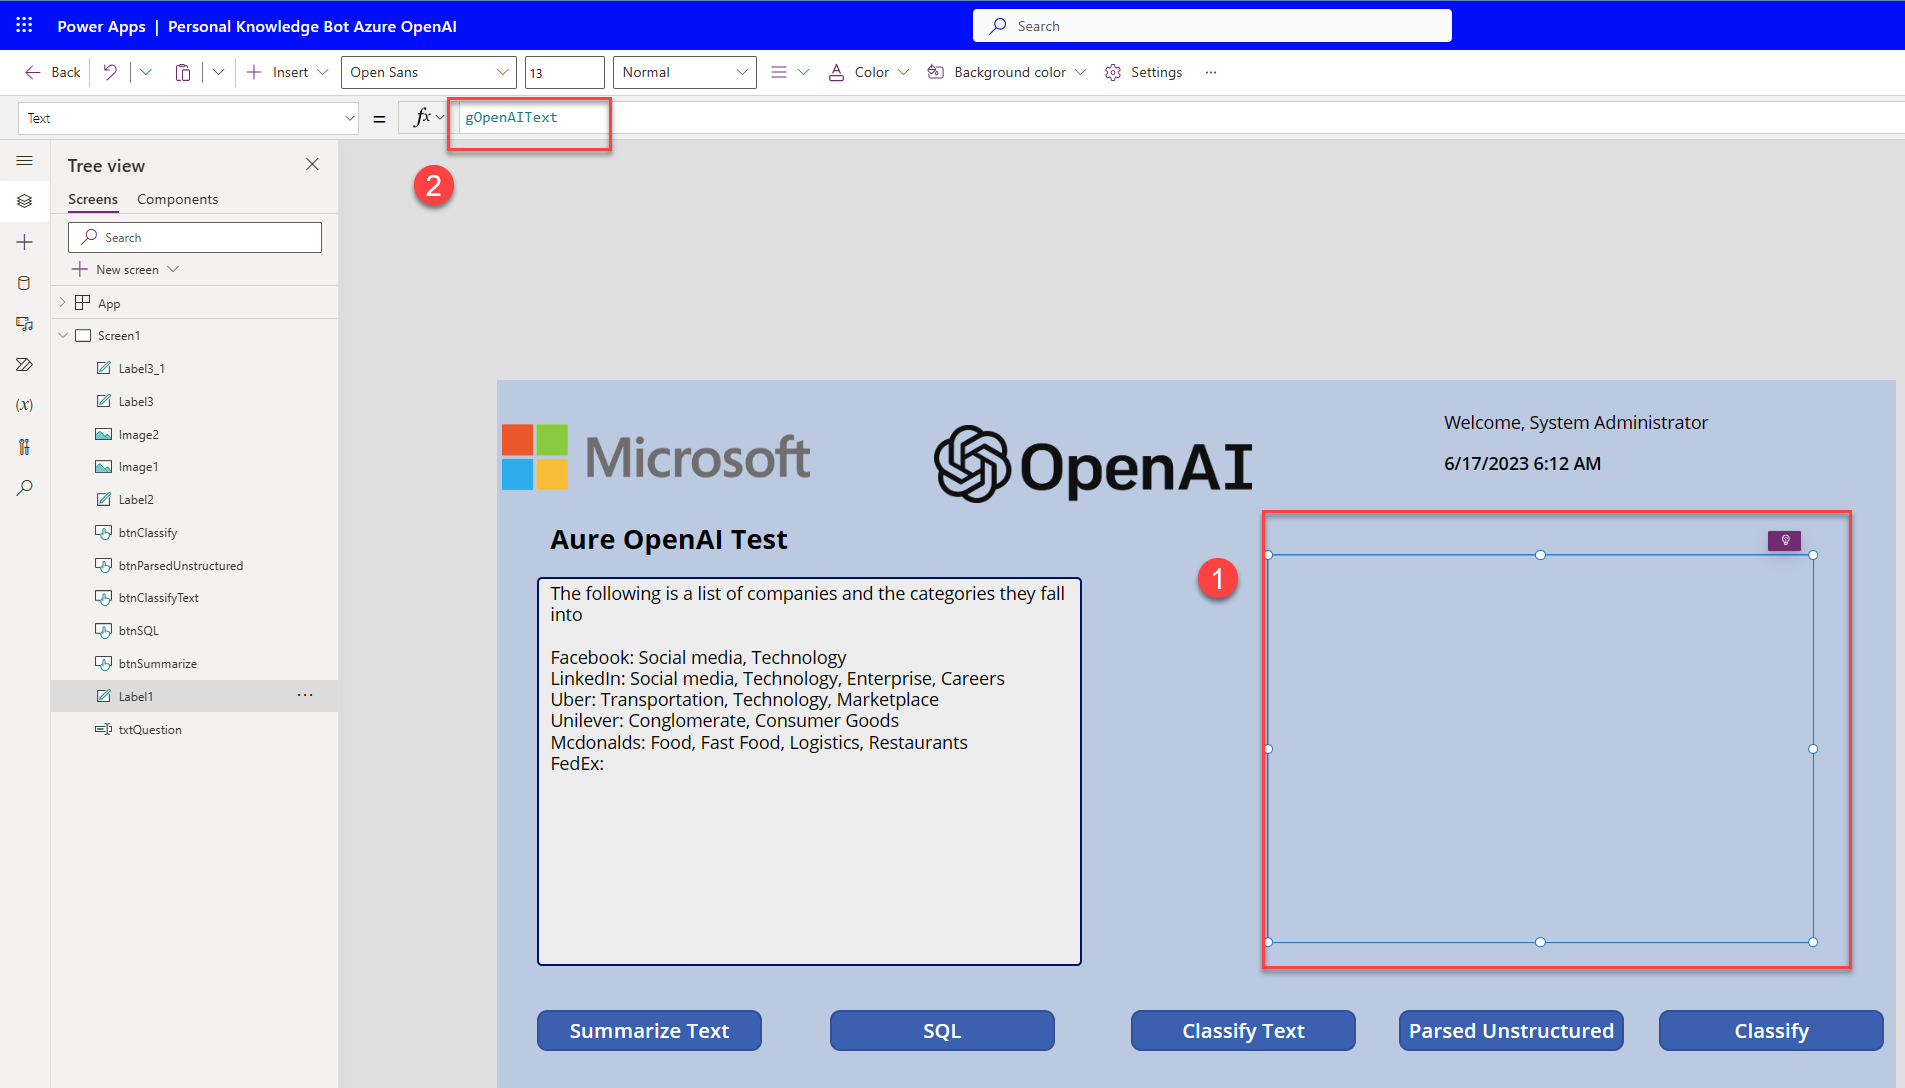 Power Apps | Personal Knowledge Bot Azure OpenAI
Search
Back
Insert
Open Sans
13
Normal
Color
Background color
Settings
...
Text
=
fx
gOpenAIText
2
Tree view
Screens
Components
Search
New screen
App
Screen1
Label3_1
Label3
Image2
Image1
Label2
btnClassify
btnParsedUnstructured
btnClassifyText
btnSQL
btnSummarize
Label1
...
txtQuestion
(x)
Microsoft
OpenAI
Welcome, System Administrator
6/17/2023 6:12 AM
Aure OpenAI Test
1
The following is a list of companies and the categories they fall
into
Facebook: Social media, Technology
LinkedIn: Social media, Technology, Enterprise, Careers
Uber: Transportation, Technology, Marketplace
Unilever: Conglomerate, Consumer Goods
Mcdonalds: Food, Fast Food, Logistics, Restaurants
FedEx:
Summarize Text
SQL
Classify Text
Parsed Unstructured
Classify